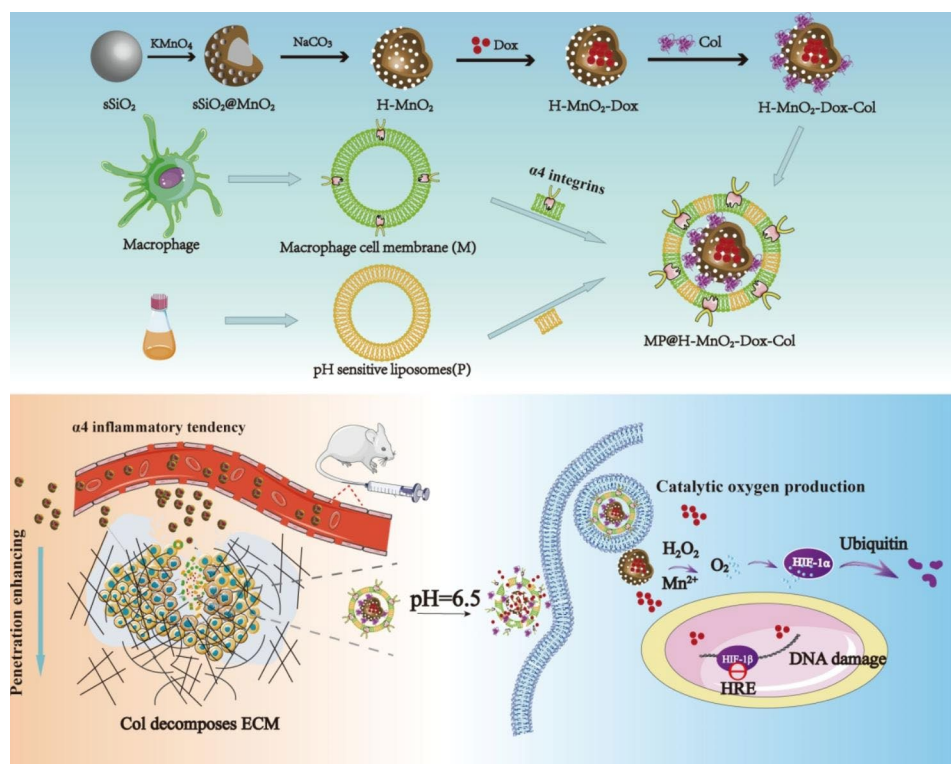 KMnO₄
NaCO₃
Dox
Col
sSiO₂
sSiO₂@MnO₂
H-MnO₂
H-MnO₂-Dox
H-MnO₂-Dox-Col
α4 integrins
Macrophage
Macrophage cell membrane (M)
pH sensitive liposomes(P)
MP@H-MnO₂-Dox-Col
α4 inflammatory tendency
Penetration enhancing
Col decomposes ECM
pH=6.5
Catalytic oxygen production
H₂O₂
Mn²⁺
O₂
HIF-1α
Ubiquitin
HIF-1β
HRE
DNA damage